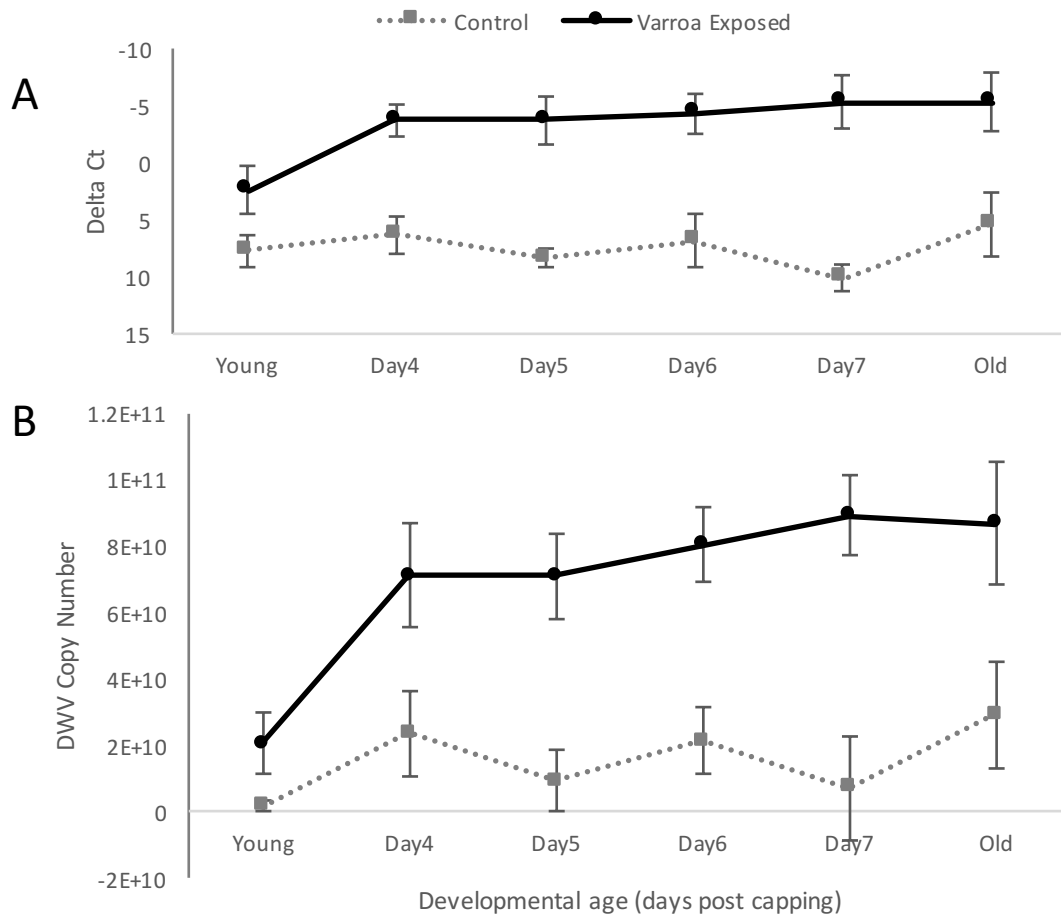 Control Varroa Exposed
A
-10
-5
0
5
10
15
Delta Ct
Young Day4 Day5 Day6 Day7 Old
B
1.2E+11
1E+11
8E+10
6E+10
4E+10
2E+10
0
-2E+10
DWV Copy Number
Young Day4 Day5 Day6 Day7 Old
Developmental age (days post capping)